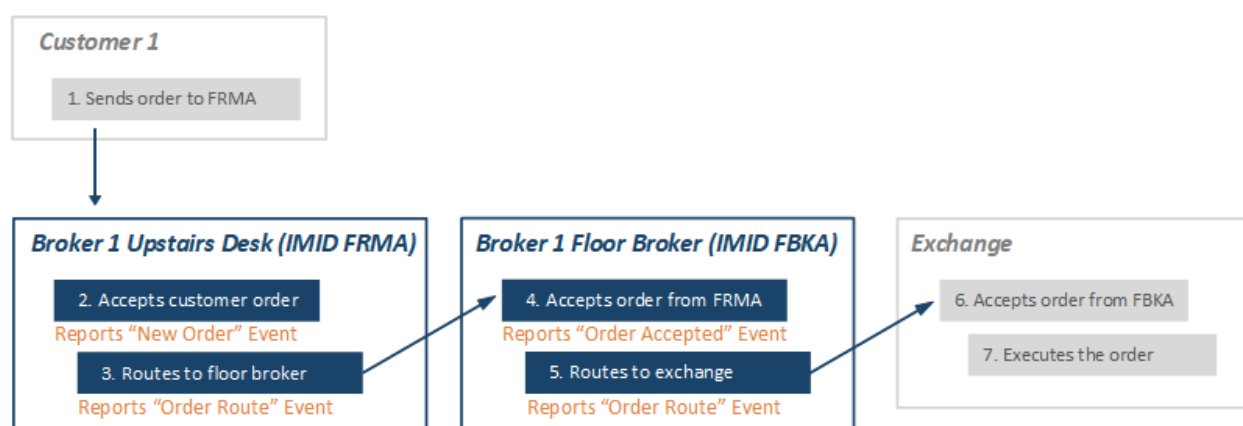 Customer 1
1. Sends order to FRMA
Broker 1 Upstairs Desk (IMID FRMA)
2. Accepts customer order
Reports “New Order” Event
3. Routes to floor broker
Reports “Order Route” Event
Broker 1 Floor Broker (IMID FBKA)
4. Accepts order from FRMA
Reports “Order Accepted” Event
5. Routes to exchange
Reports “Order Route” Event
Exchange
6. Accepts order from FBKA
7. Executes the order